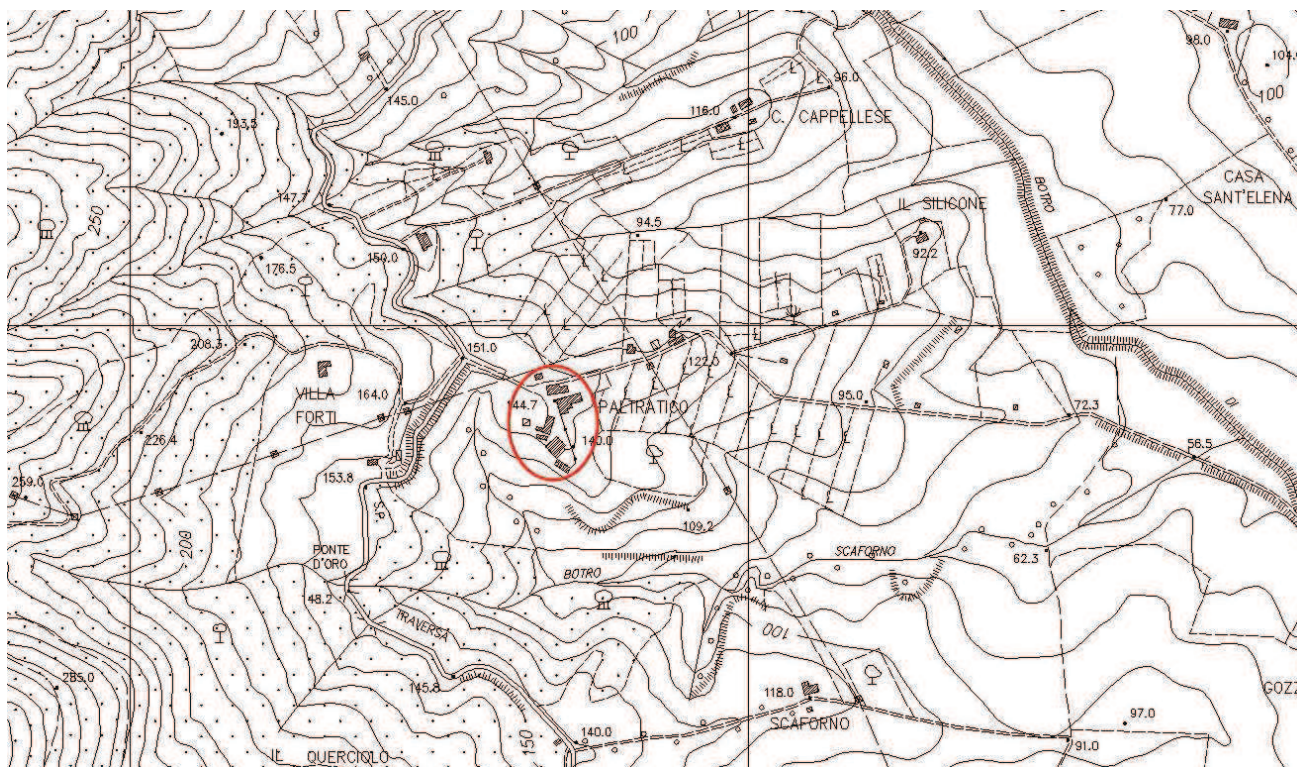 100
98.0
104.
100
145.0
96.0
116.0
C. CAPPELLESE
193.5
CASA
SANT'ELENA
BOTRO
147.7
77.0
IL SILICONE
250
94.5
150.0
92.2
176.5
208.3
151.0
122.0
VILLA
FORTI
164.0
144.7
PALTRATICO
95.0
72.3
DI
226.4
140.0
56.5
259.0
153.8
S.P.
109.2
200
PONTE
D'ORO
BOTRO
SCAFORNO
62.3
48.2
TRAVERSA
100
285.0
145.8
118.0
GOZZ
SCAFORNO
97.0
140.0
150
91.0
IL QUERCIOLO